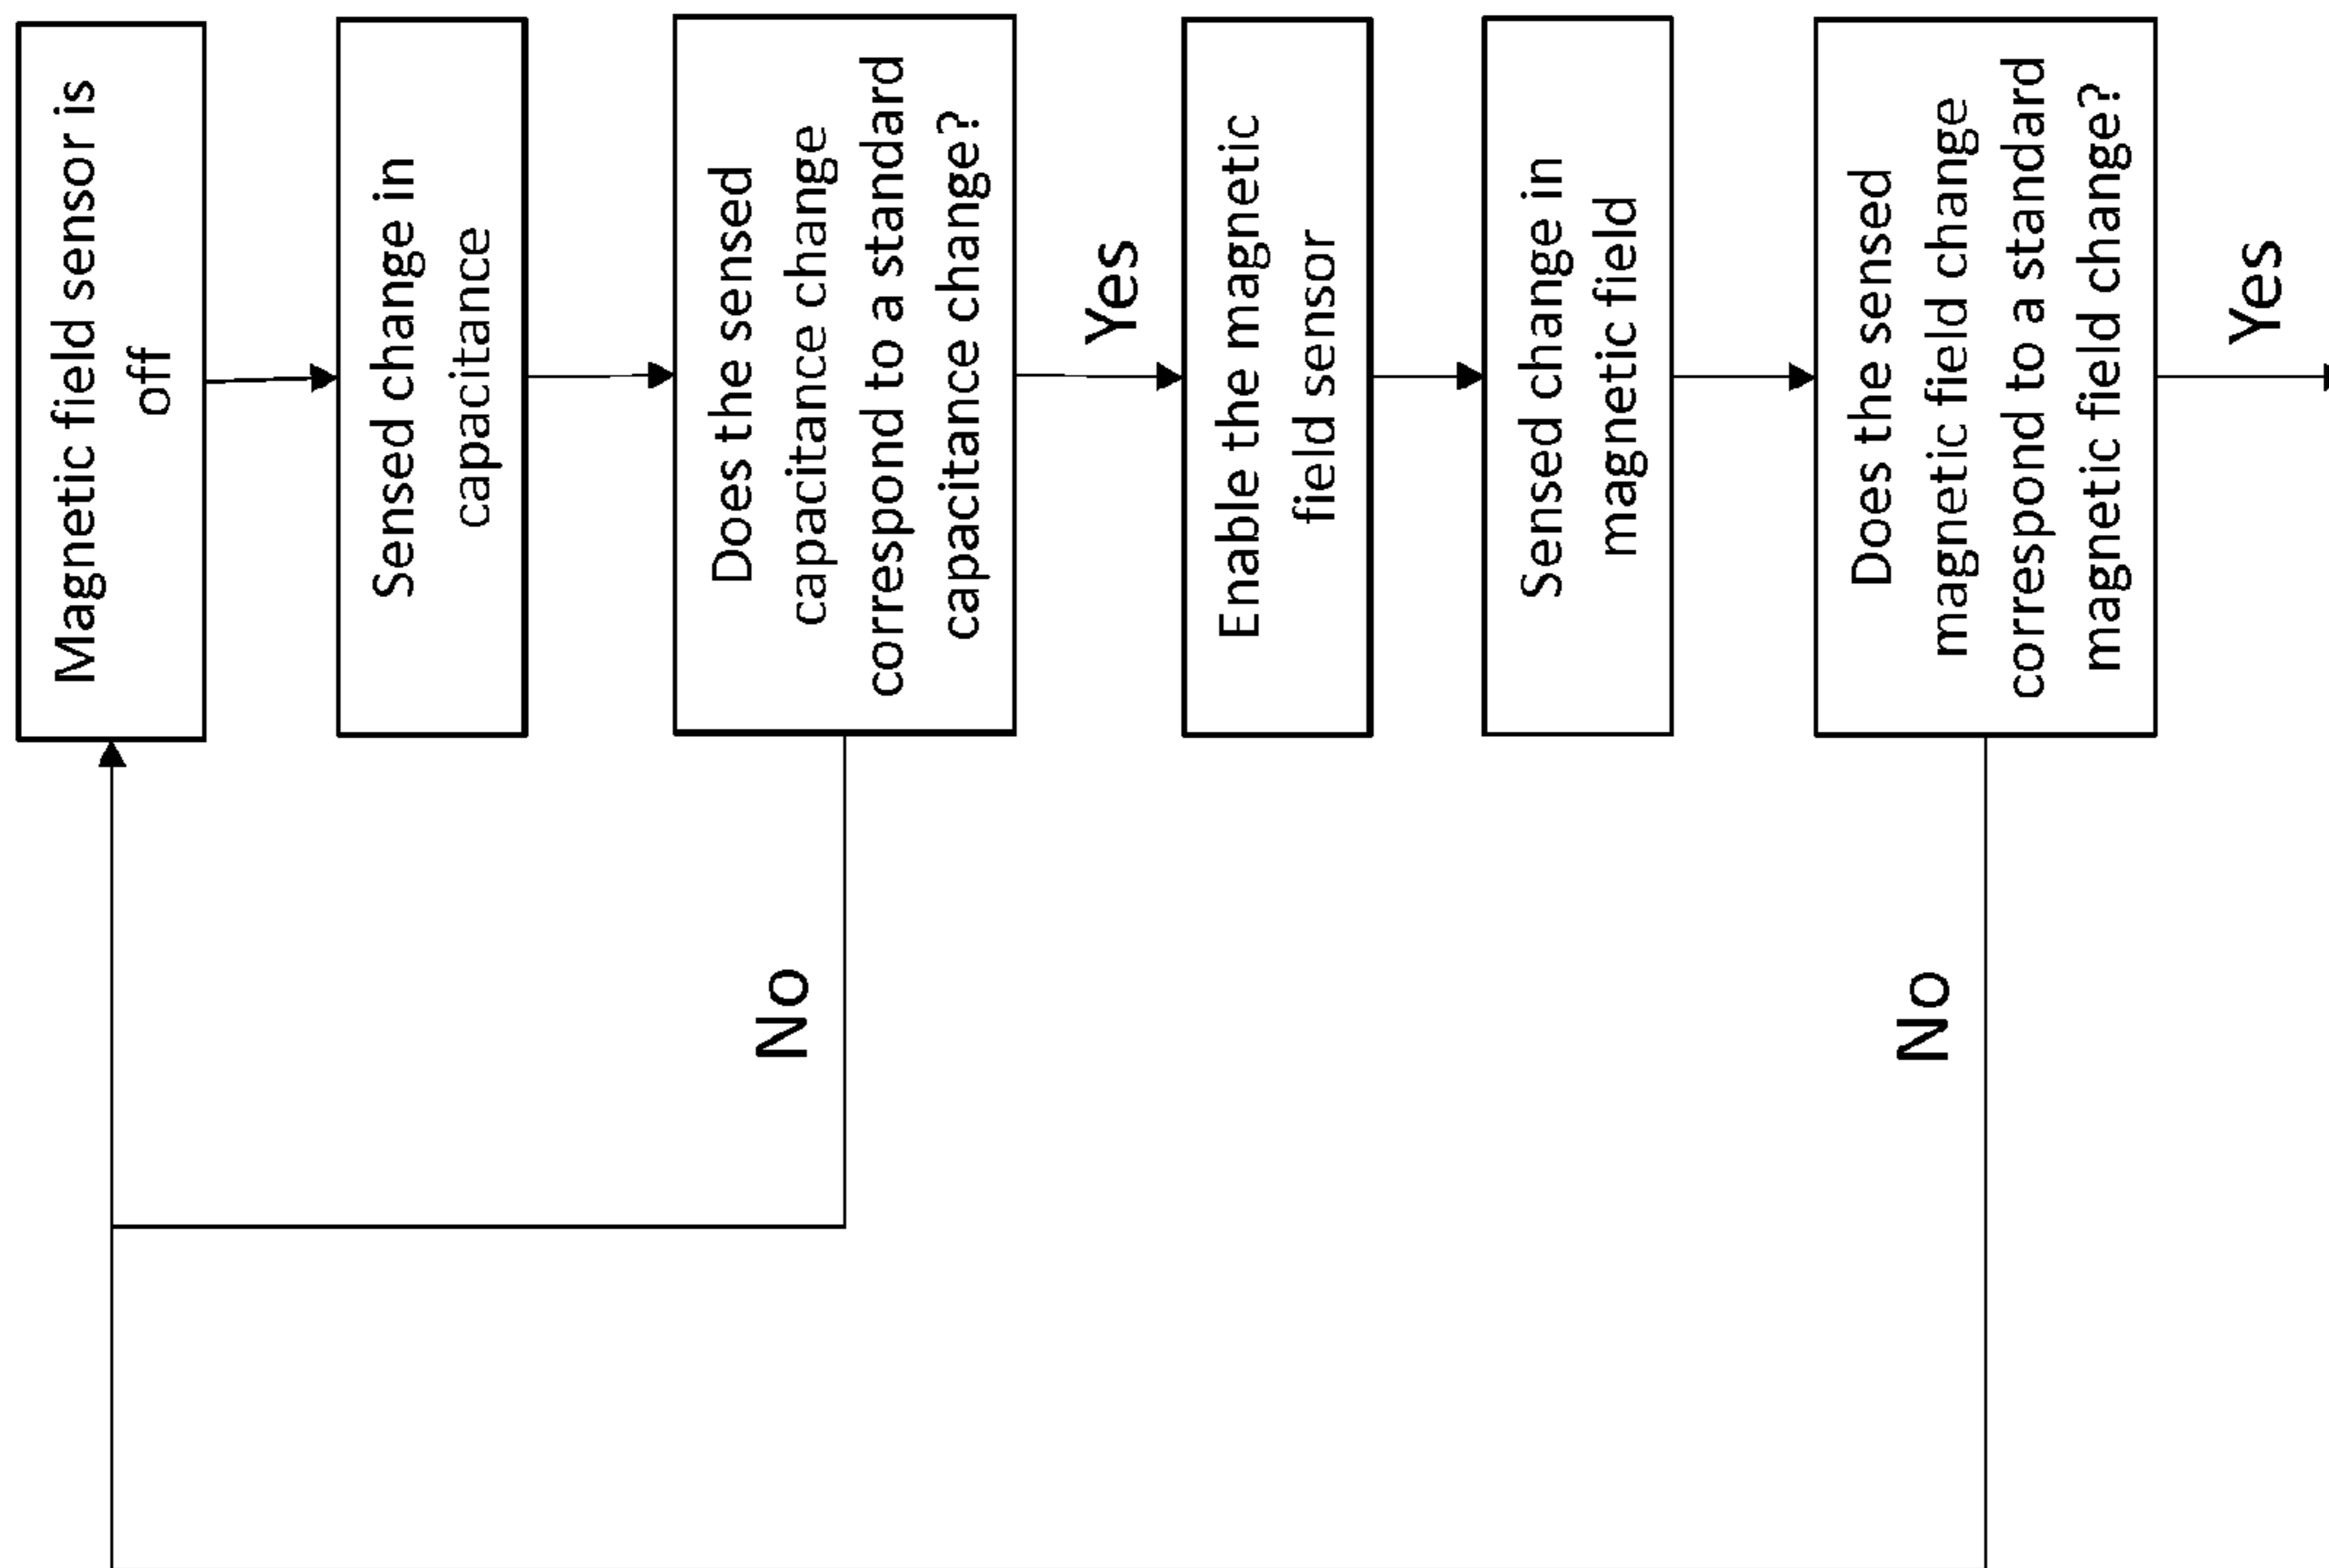 Magnetic field sensor is
off
Sensed change in
capacitance
Does the sensed
capacitance change
correspond to a standard
capacitance change?
Yes
No
Enable the magnetic
field sensor
Sensed change in
magnetic field
Does the sensed
magnetic field change
correspond to a standard
magnetic field change?
Yes
No